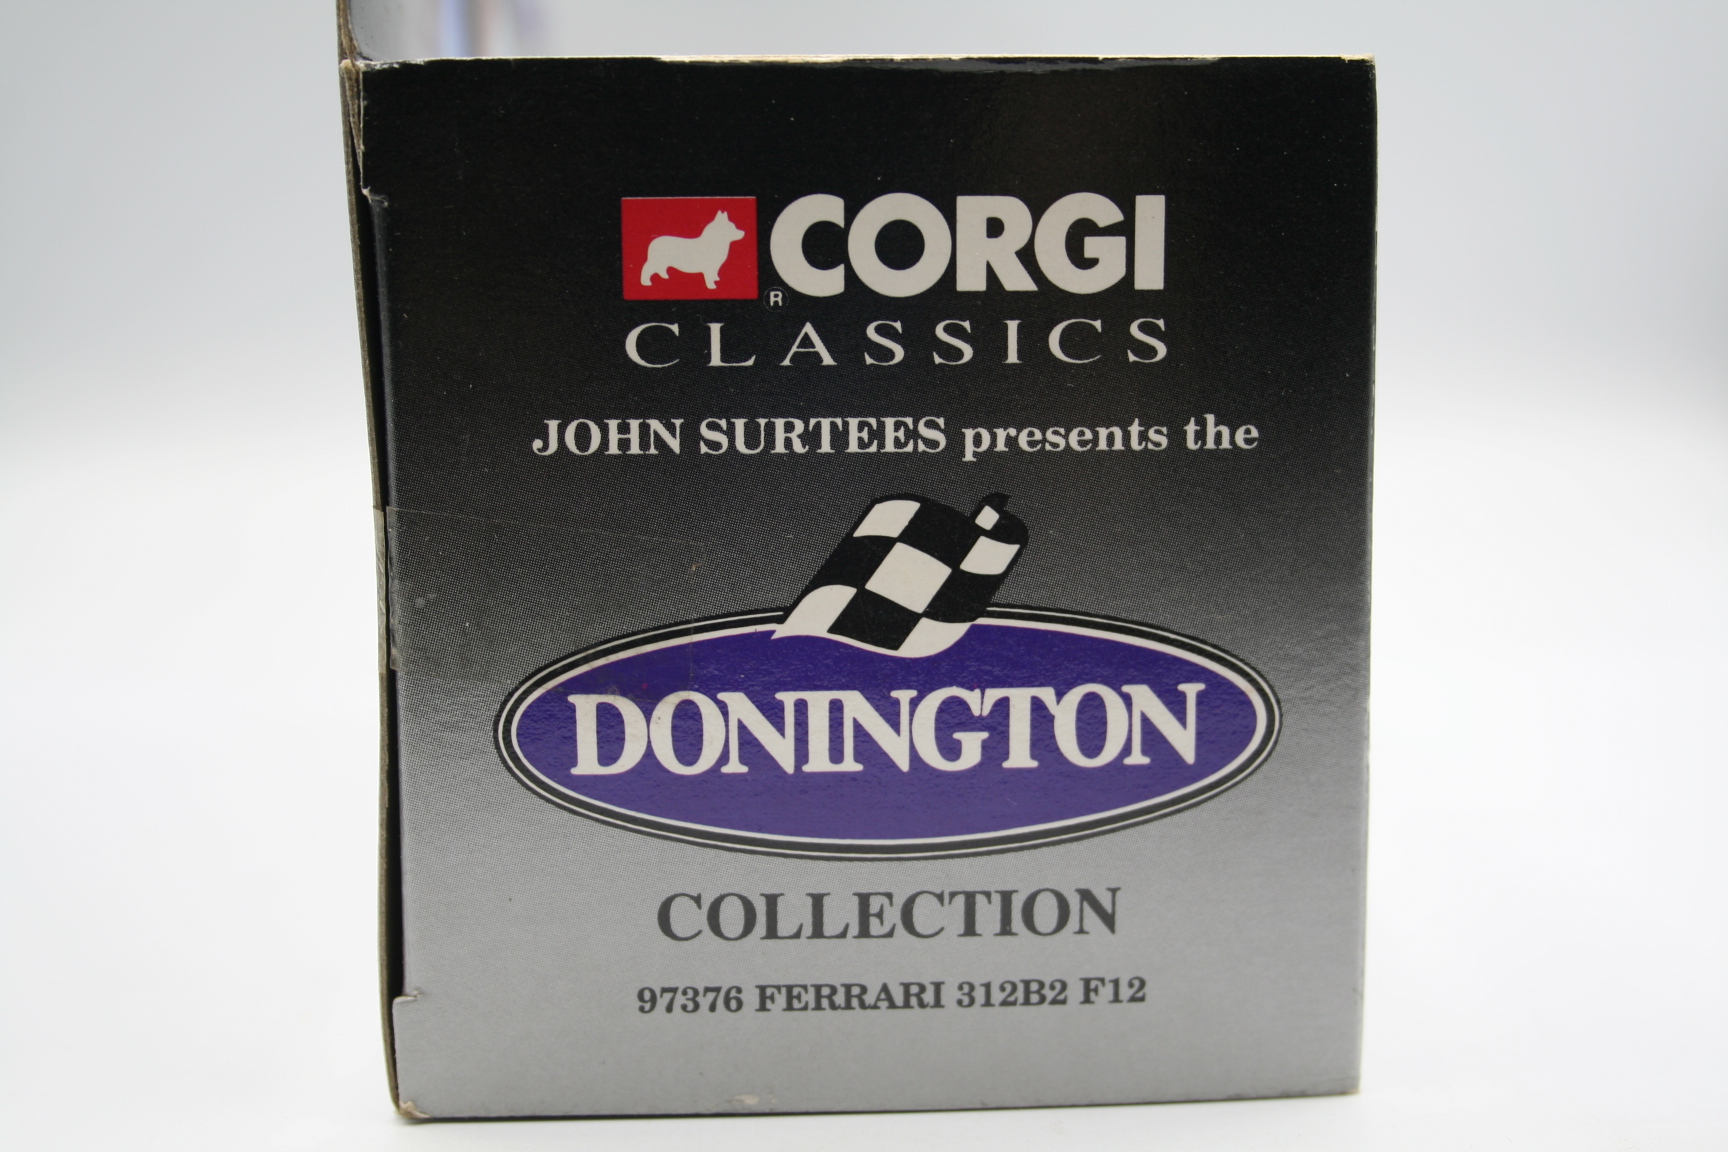 CORGI
®
CLASSICS
JOHN SURTEES presents the
DONINGTON
COLLECTION
97376 FERRARI 312B2 F12